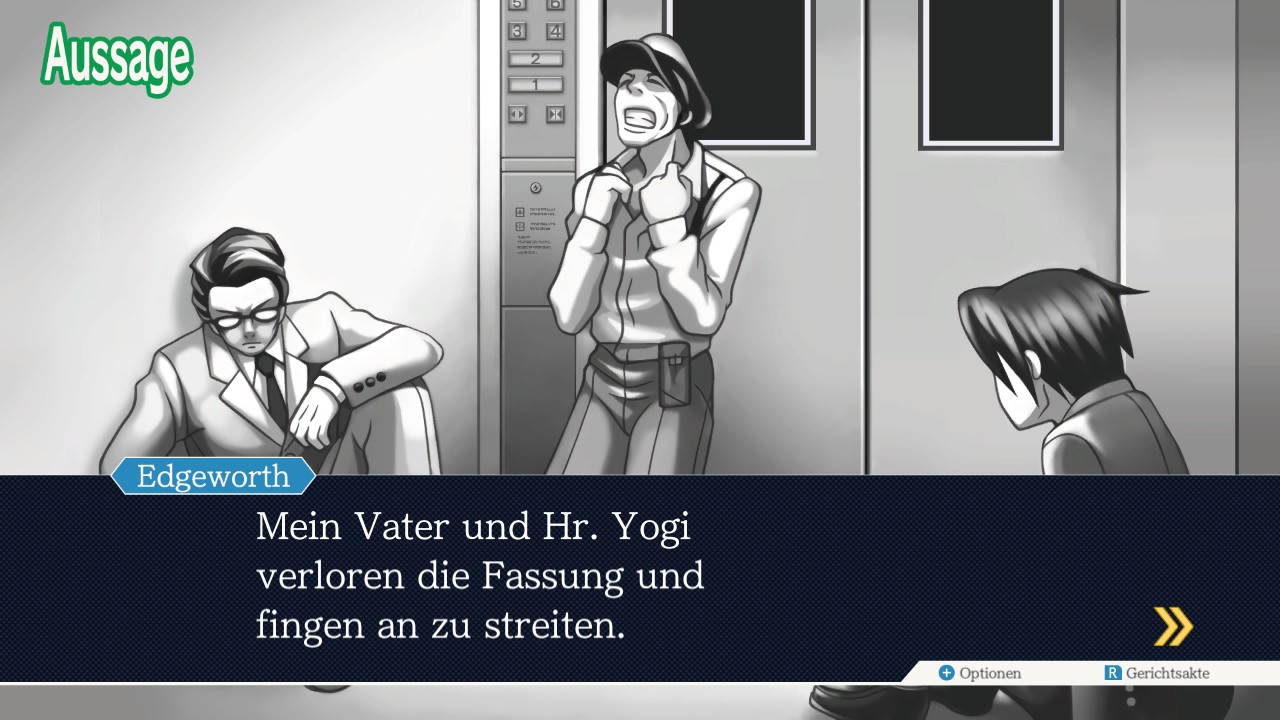 Aussage
5 6
3 4
2
1
Edgeworth
Mein Vater und Hr. Yogi
verloren die Fassung und
fingen an zu streiten.
+ Optionen
R Gerichtsakte